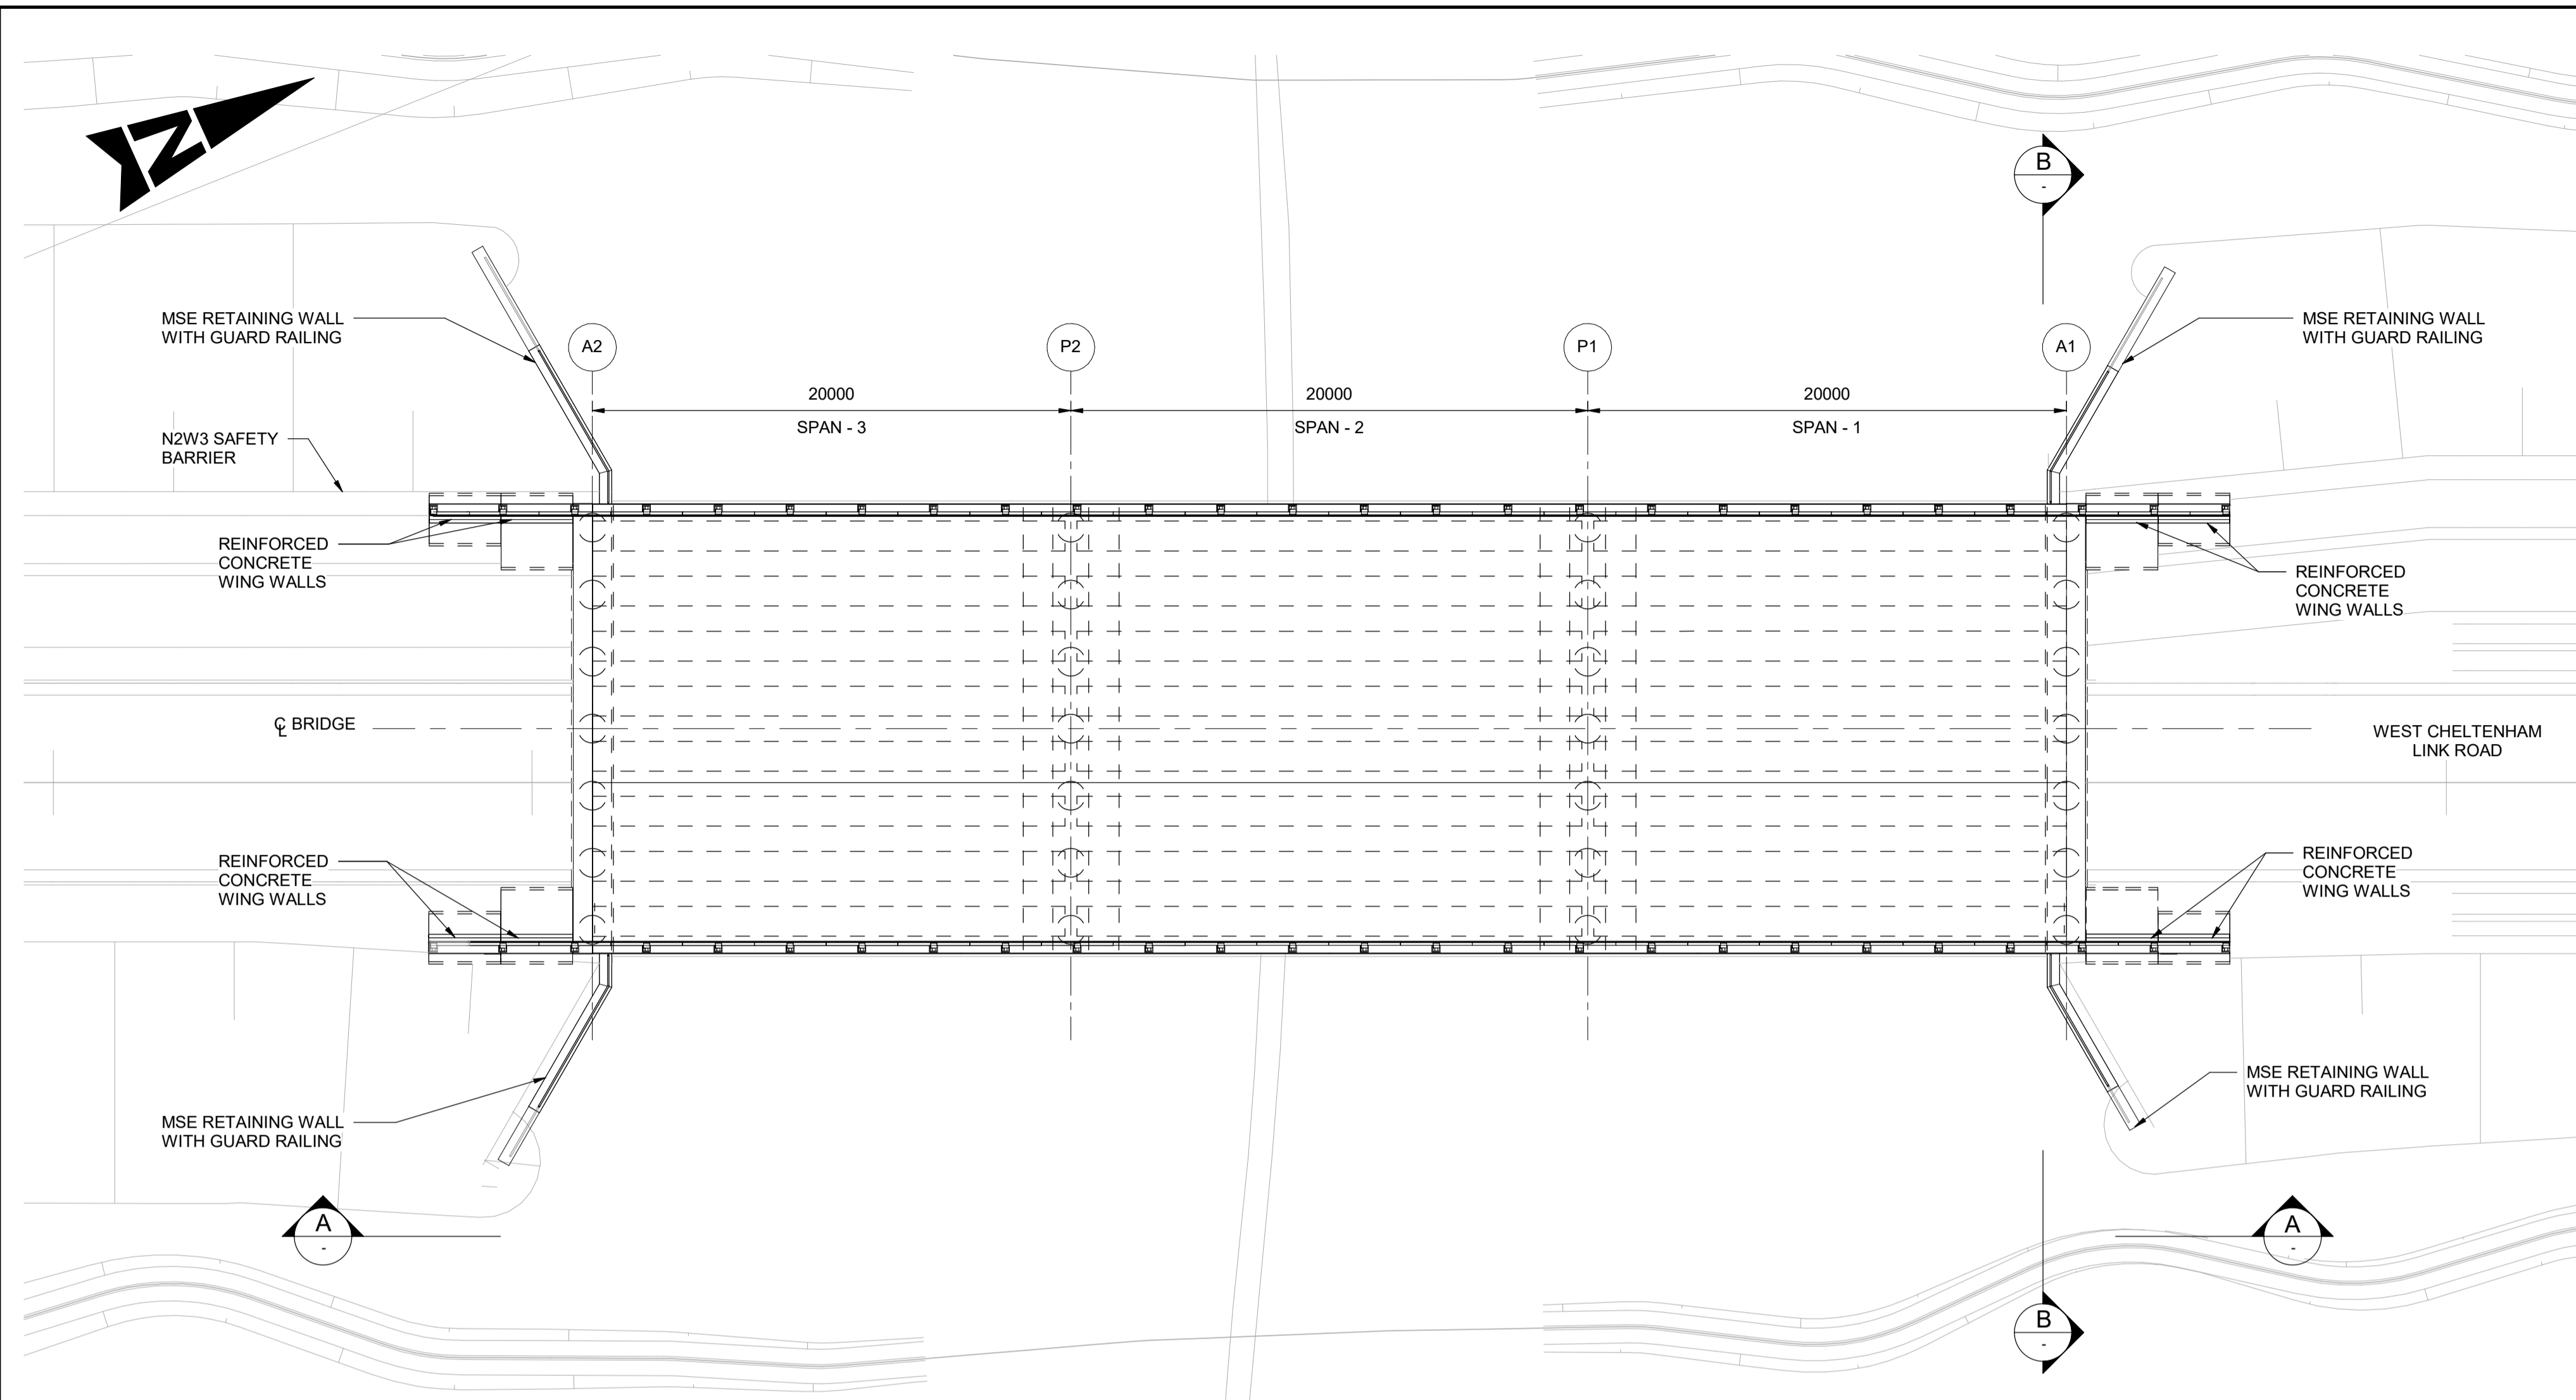 N
B
-
MSE RETAINING WALL
WITH GUARD RAILING
MSE RETAINING WALL
WITH GUARD RAILING
A2
P2
P1
A1
20000
20000
20000
SPAN - 3
SPAN - 2
SPAN - 1
N2W3 SAFETY
BARRIER
REINFORCED
CONCRETE
WING WALLS
REINFORCED
CONCRETE
WING WALLS
℄ BRIDGE
WEST CHELTENHAM
LINK ROAD
REINFORCED
CONCRETE
WING WALLS
REINFORCED
CONCRETE
WING WALLS
MSE RETAINING WALL
WITH GUARD RAILING
MSE RETAINING WALL
WITH GUARD RAILING
A
-
A
-
B
-